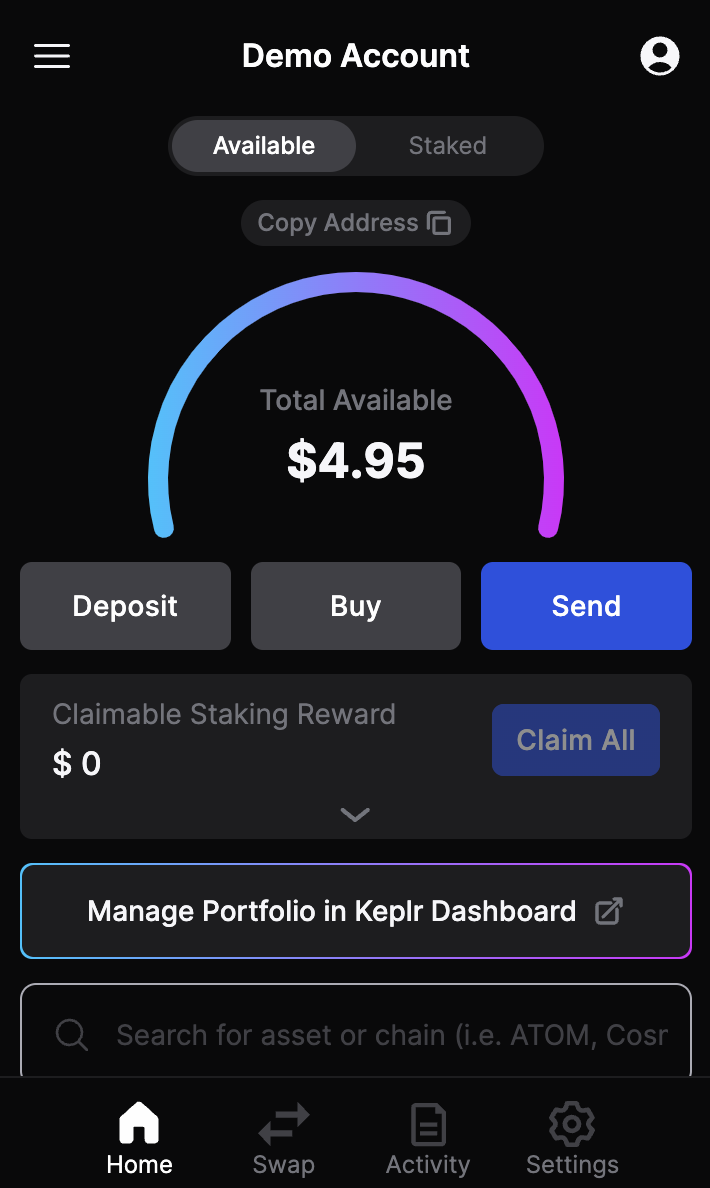 Demo Account
Available
Staked
Copy Address
Total Available
$4.95
Deposit
Buy
Send
Claimable Staking Reward
$ 0
Claim All
Manage Portfolio in Keplr Dashboard
Search for asset or chain (i.e. ATOM, Cosr
Home
Swap
Activity
Settings